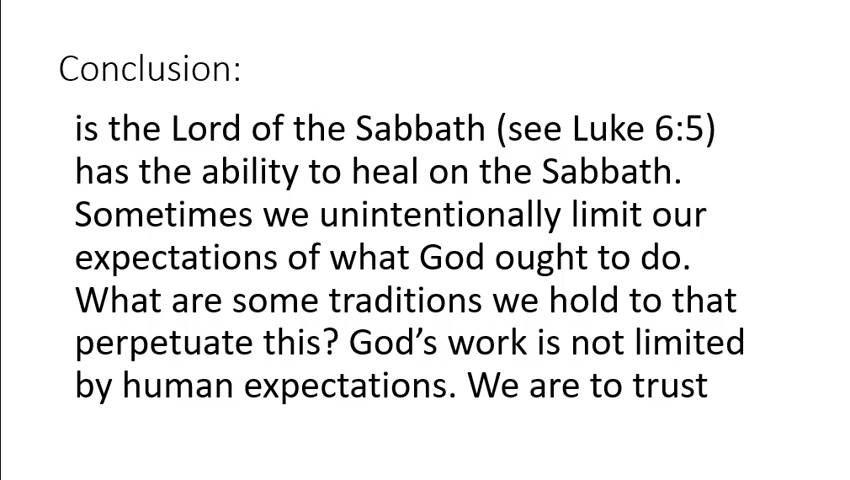 Conclusion:
is the Lord of the Sabbath (see Luke 6:5)
has the ability to heal on the Sabbath.
Sometimes we unintentionally limit our
expectations of what God ought to do.
What are some traditions we hold to that
perpetuate this? God’s work is not limited
by human expectations. We are to trust